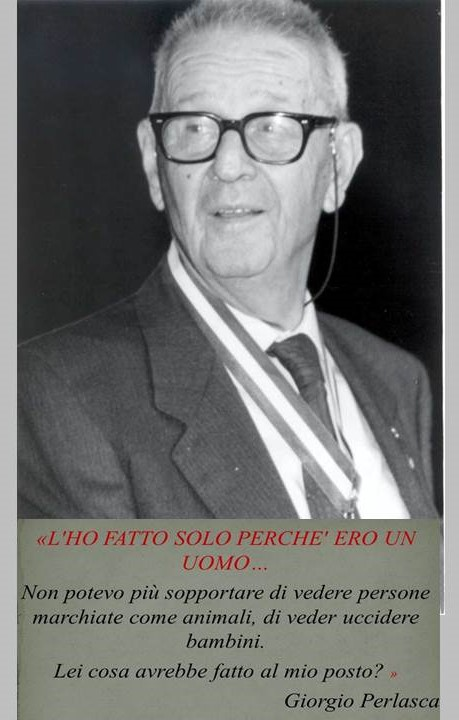 «L'HO FATTO SOLO PERCHE' ERO UN
UOMO…
Non potevo più sopportare di vedere persone
marchiate come animali, di veder uccidere
bambini.
Lei cosa avrebbe fatto al mio posto? »
Giorgio Perlasca